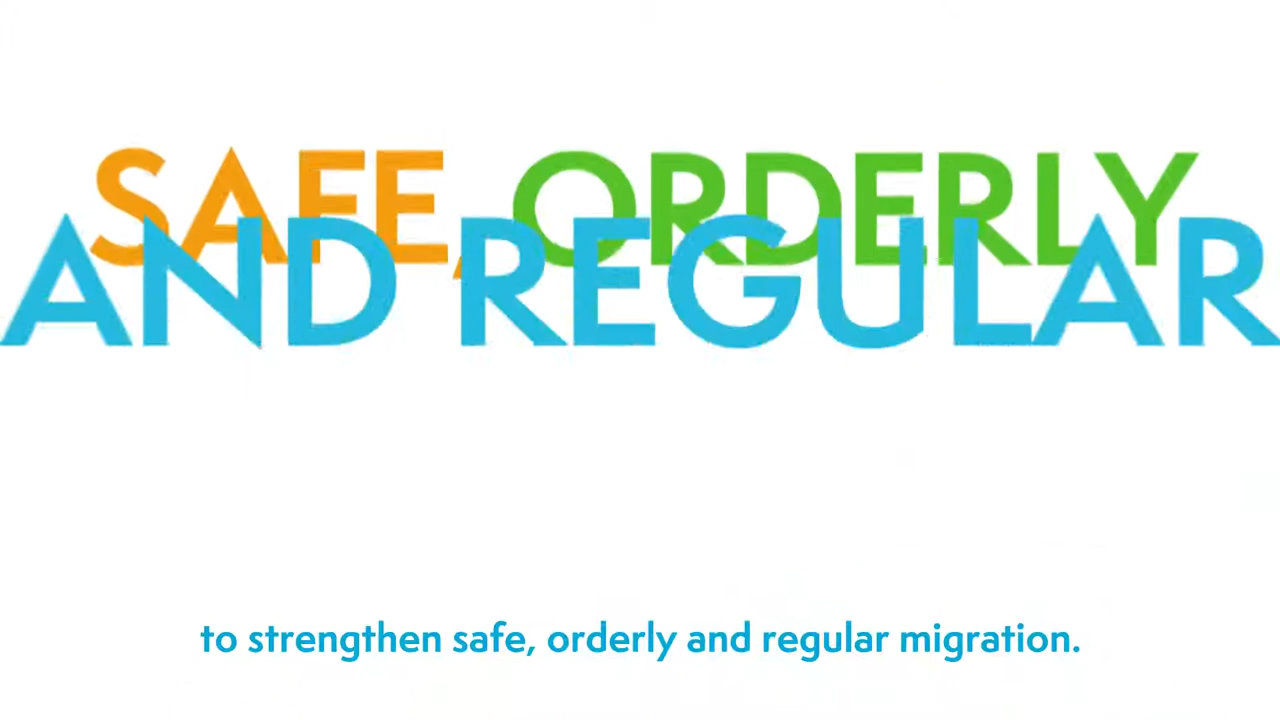 SAFE, ORDERLY
AND REGULAR
to strengthen safe, orderly and regular migration.